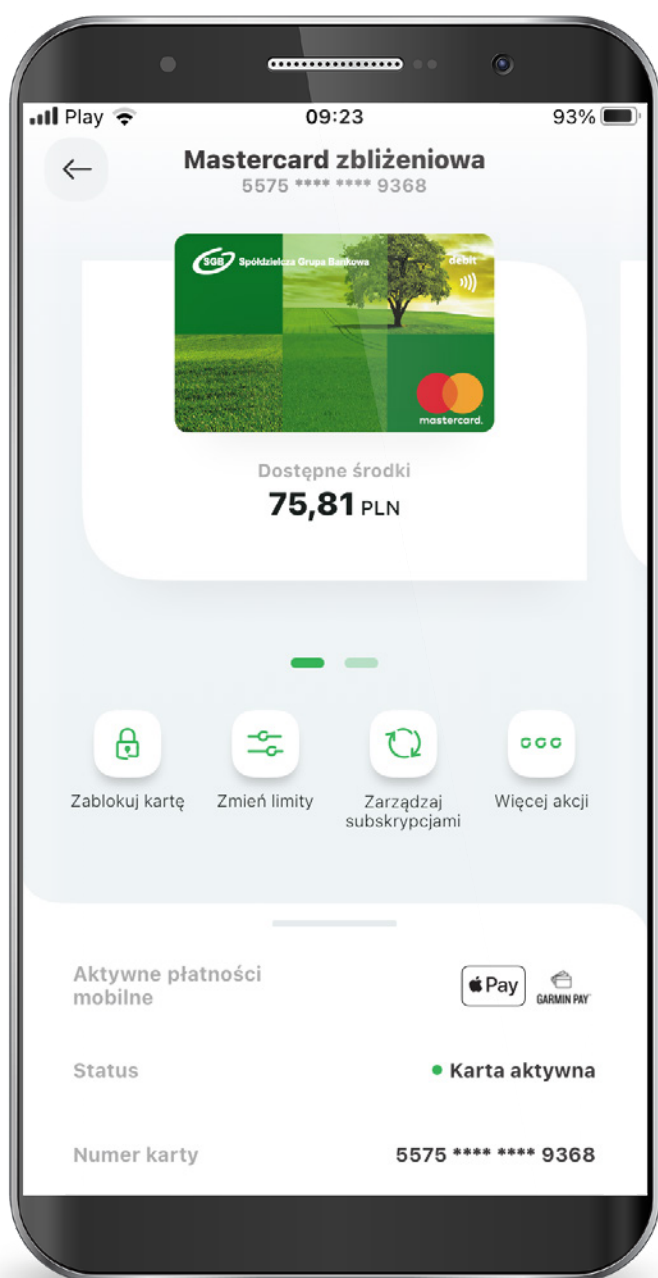 Play
09:23
93%
Mastercard zbliżeniowa
5575 **** **** 9368
SGB Spółdzielcza Grupa Bankowa
debit
mastercard.
Dostępne środki
75,81 PLN
Zablokuj kartę
Zmień limity
Zarządzaj
subskrypcjami
Więcej akcji
Aktywne płatności
mobilne
Pay
GARMIN PAY
Status
Karta aktywna
Numer karty
5575 **** **** 9368